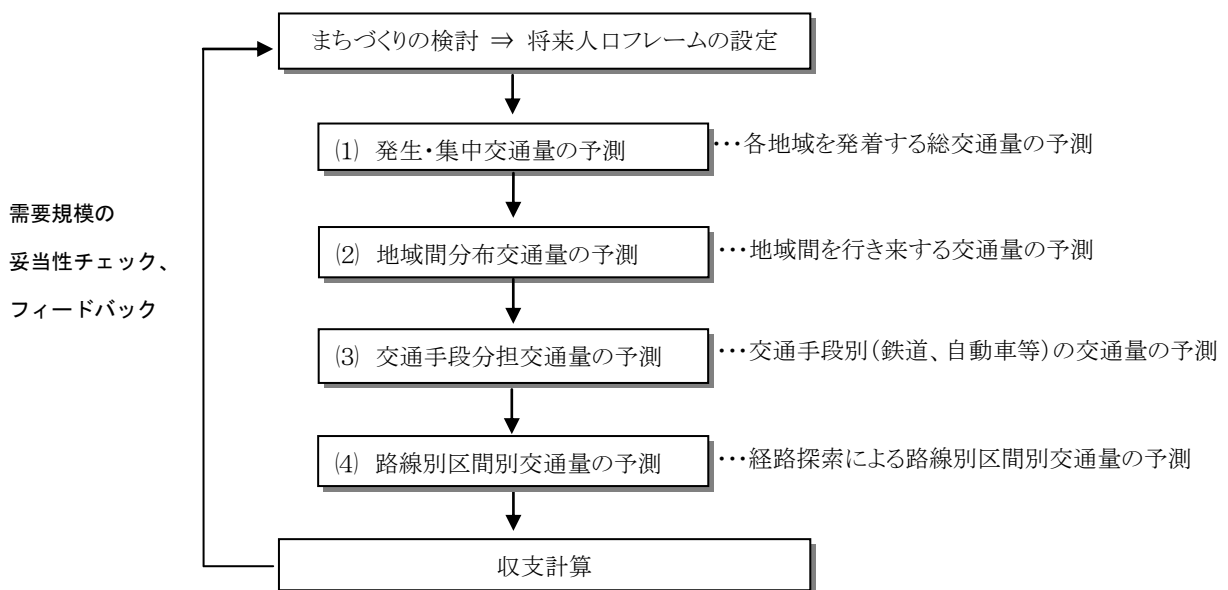 まちづくりの検討 ⇒ 将来人口フレームの設定
⑴ 発生・集中交通量の予測
・・・各地域を発着する総交通量の予測
需要規模の
妥当性チェック、
フィードバック
⑵ 地域間分布交通量の予測
・・・地域間を行き来する交通量の予測
⑶ 交通手段分担交通量の予測
・・・交通手段別(鉄道、自動車等)の交通量の予測
⑷ 路線別区間別交通量の予測
・・・経路探索による路線別区間別交通量の予測
収支計算